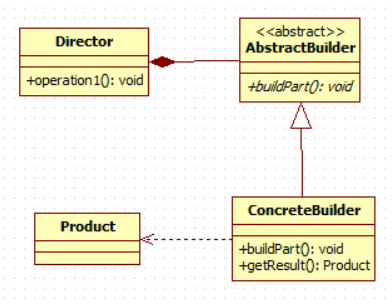 Director
+operation1(): void
<<abstract>>
AbstractBuilder
+buildPart(): void
Product
ConcreteBuilder
+buildPart(): void
+getResult(): Product